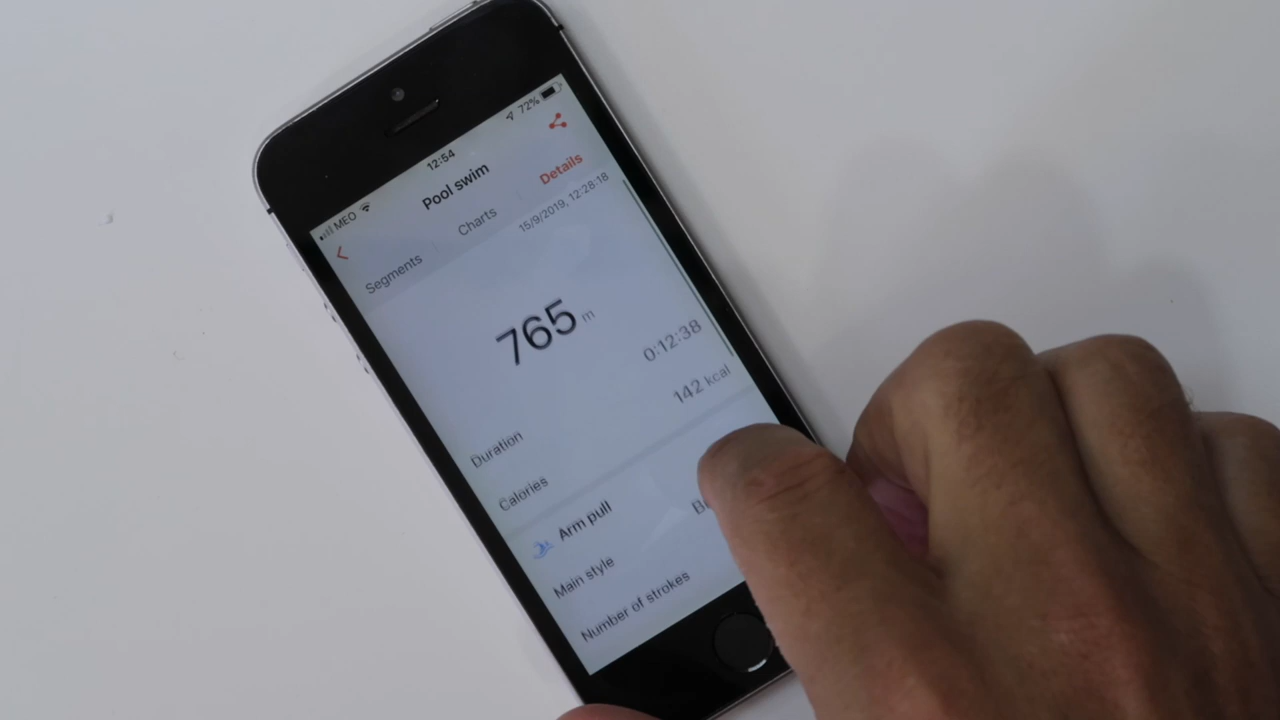 MEO 12:54 72%
Pool swim
Segments Charts Details
15/9/2019, 12:28:18
765 m
Duration 0:12:38
Calories 142 kcal
Arm pull
Main style
Number of strokes